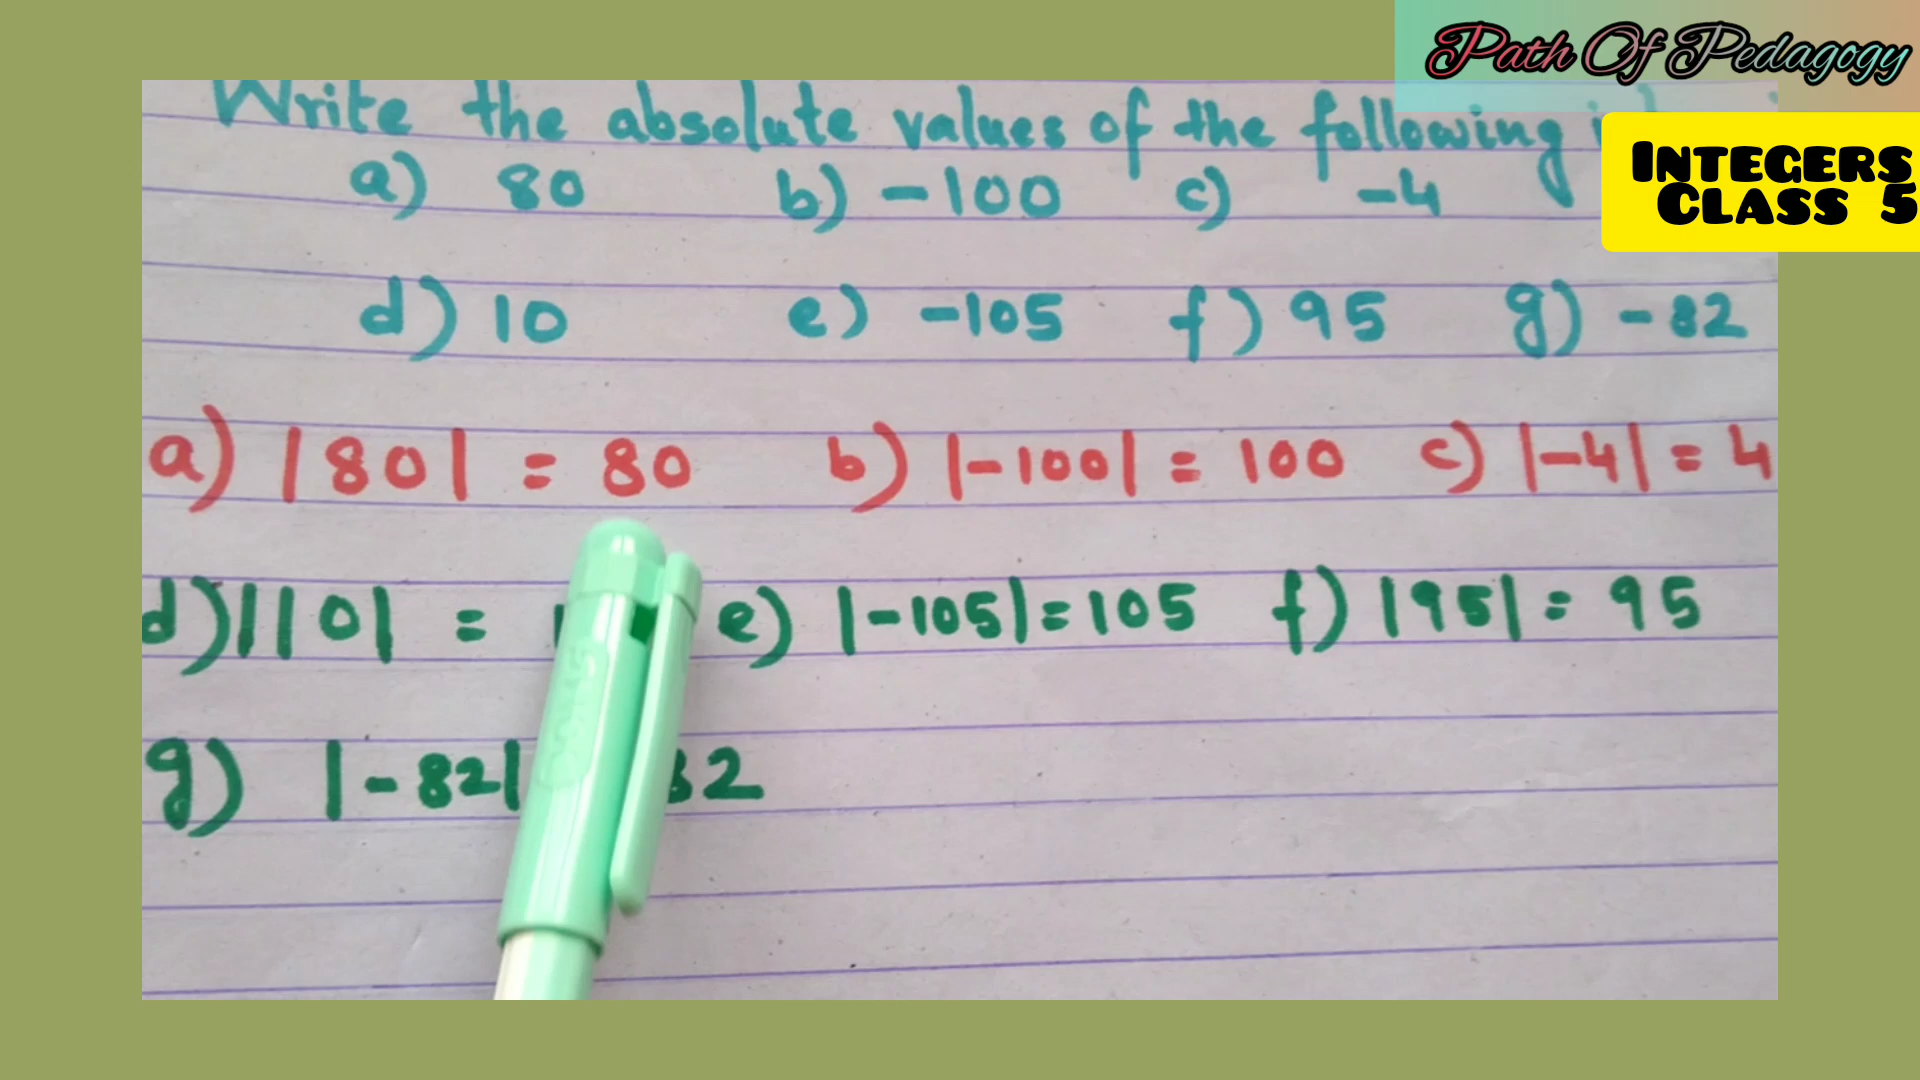 Path Of Pedagogy
Write the absolute values of the following
INTEGERS
CLASS 5
a) 80 b) -100 c) -4
d) 10 e) -105 f) 95 g) -82
a) |80| = 80 b) |-100| = 100 c) |-4| = 4
d) |10| = e) |-105| = 105 f) |95| = 95
g) |-82| 82